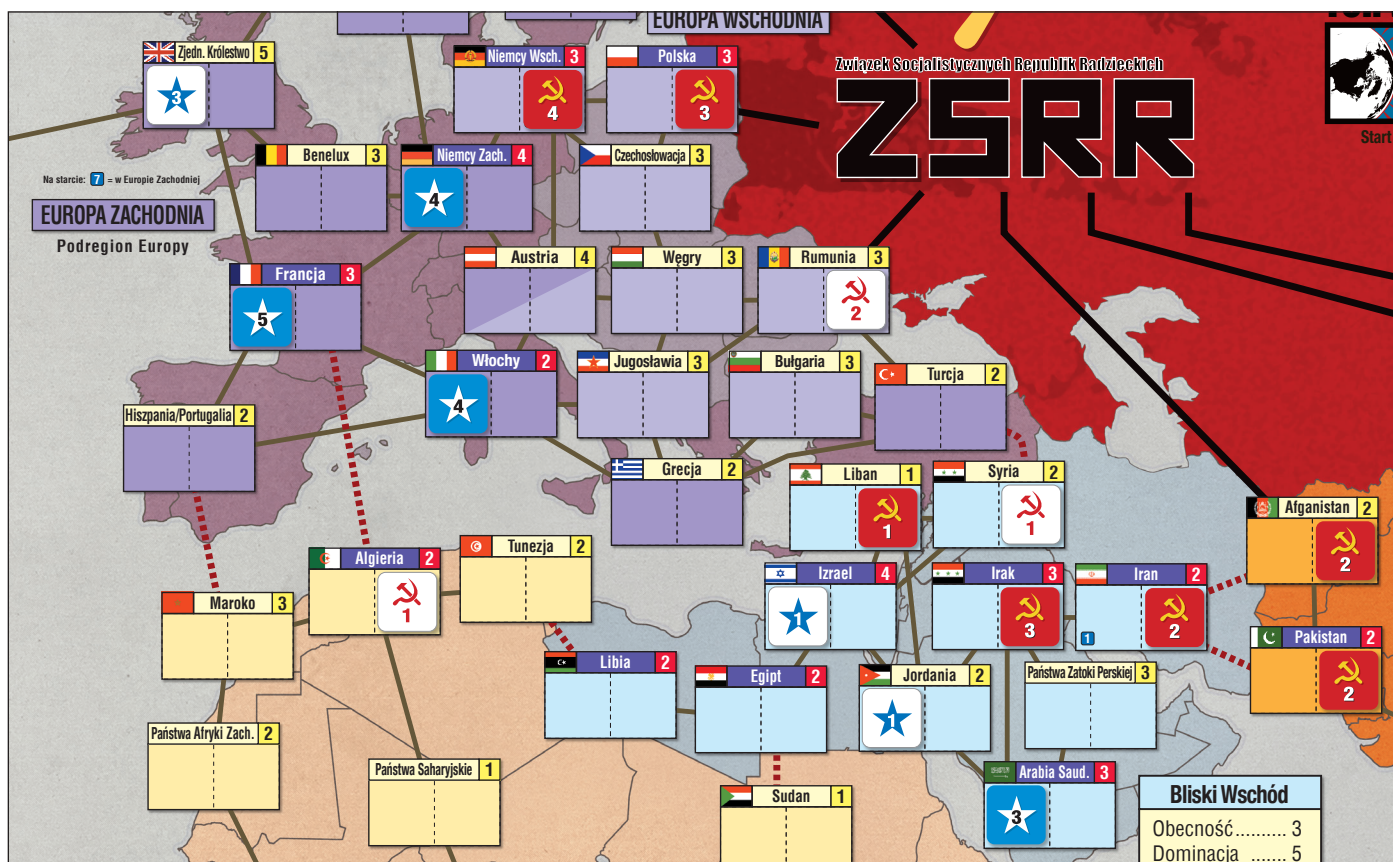 EUROPA WSCHODNIA
Zjedn. Królestwo 5
3
Niemcy Wsch. 3
4
Polska 3
3
Związek Socjalistycznych Republik Radzieckich
ZSRR
Start
Benelux 3
Niemcy Zach. 4
4
Czechosłowacja 3
Na starcie: 7 = w Europie Zachodniej
EUROPA ZACHODNIA
Podregion Europy
Francja 3
5
Austria 4
Węgry 3
Rumunia 3
2
Włochy 2
4
Jugosławia 3
Bułgaria 3
Turcja 2
Hiszpania/Portugalia 2
Grecja 2
Liban 1
1
Syria 2
1
Afganistan 2
2
Algieria 2
1
Tunezja 2
Izrael 4
1
Irak 3
3
Iran 2
1
2
Maroko 3
Pakistan 2
2
Libia 2
Egipt 2
Jordania 2
1
Państwa Zatoki Perskiej 3
Państwa Afryki Zach. 2
Państwa Saharyjskie 1
Sudan 1
Arabia Saud. 3
3
Bliski Wschód
Obecność.......... 3
Dominacja ....... 5